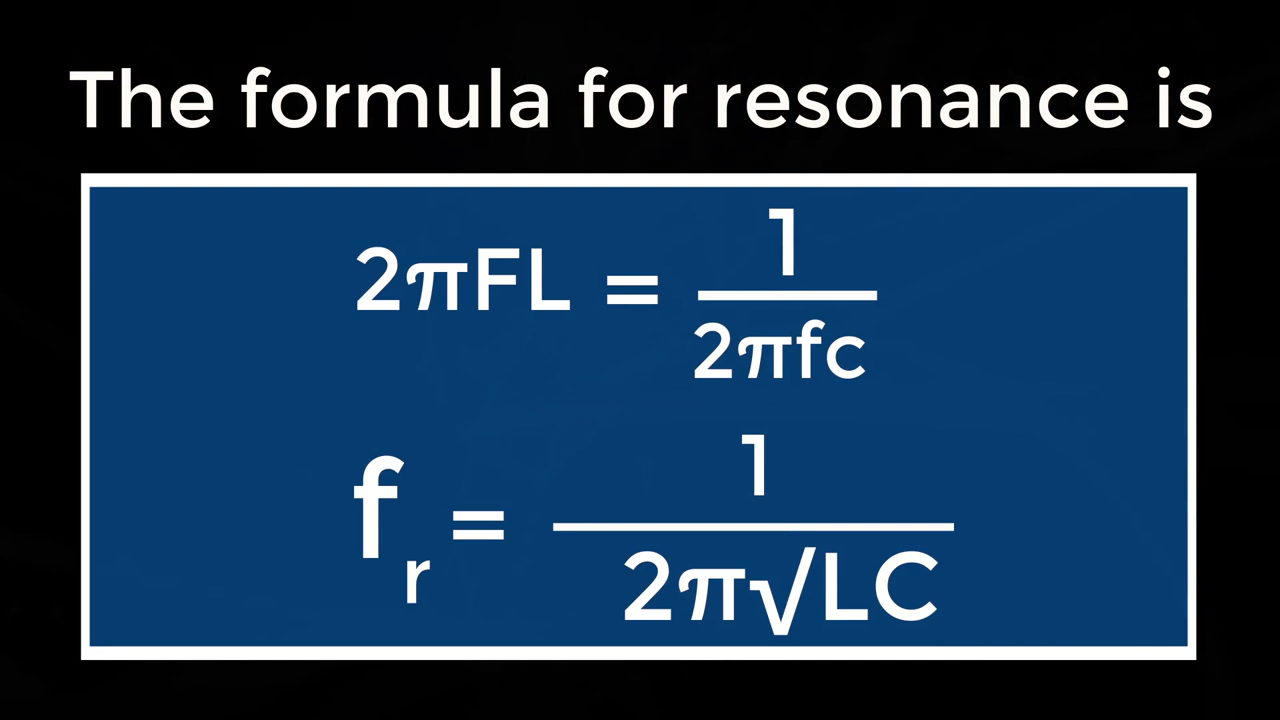 The formula for resonance is
2πFL = 1/2πfc
fr = 1/2π√LC